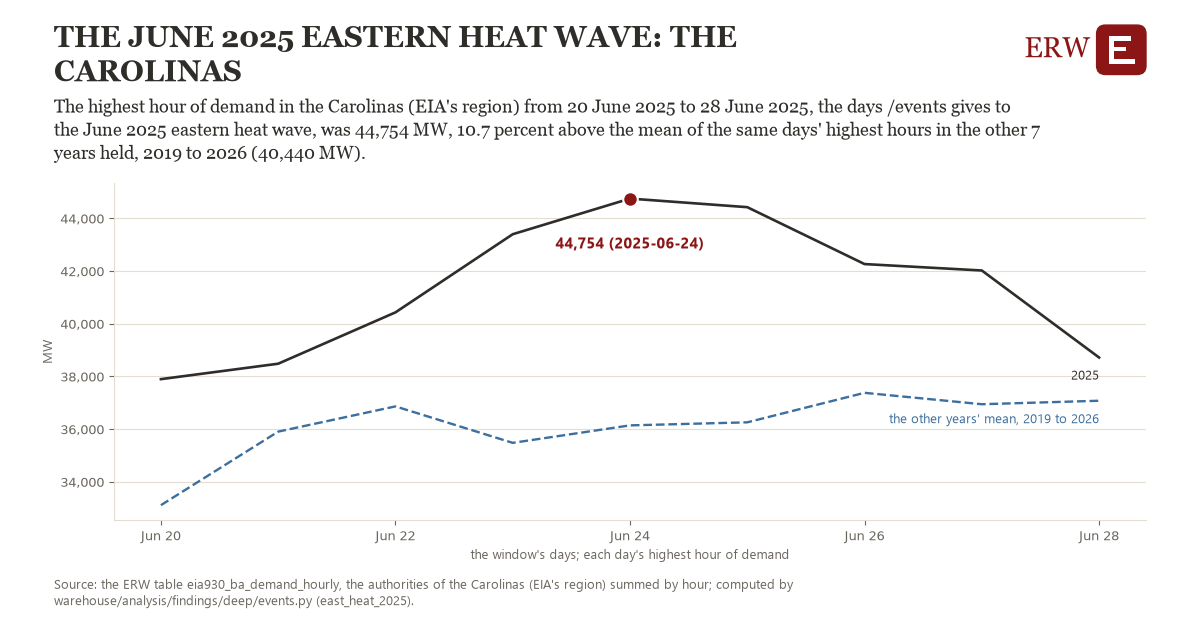 THE JUNE 2025 EASTERN HEAT WAVE: THE
CAROLINAS
ERW E
The highest hour of demand in the Carolinas (EIA's region) from 20 June 2025 to 28 June 2025, the days /events gives to
the June 2025 eastern heat wave, was 44,754 MW, 10.7 percent above the mean of the same days' highest hours in the other 7
years held, 2019 to 2026 (40,440 MW).
44,000
42,000
40,000
38,000
36,000
34,000
MW
44,754 (2025-06-24)
2025
the other years' mean, 2019 to 2026
Jun 20
Jun 22
Jun 24
Jun 26
Jun 28
the window's days; each day's highest hour of demand
Source: the ERW table eia930_ba_demand_hourly, the authorities of the Carolinas (EIA's region) summed by hour; computed by
warehouse/analysis/findings/deep/events.py (east_heat_2025).